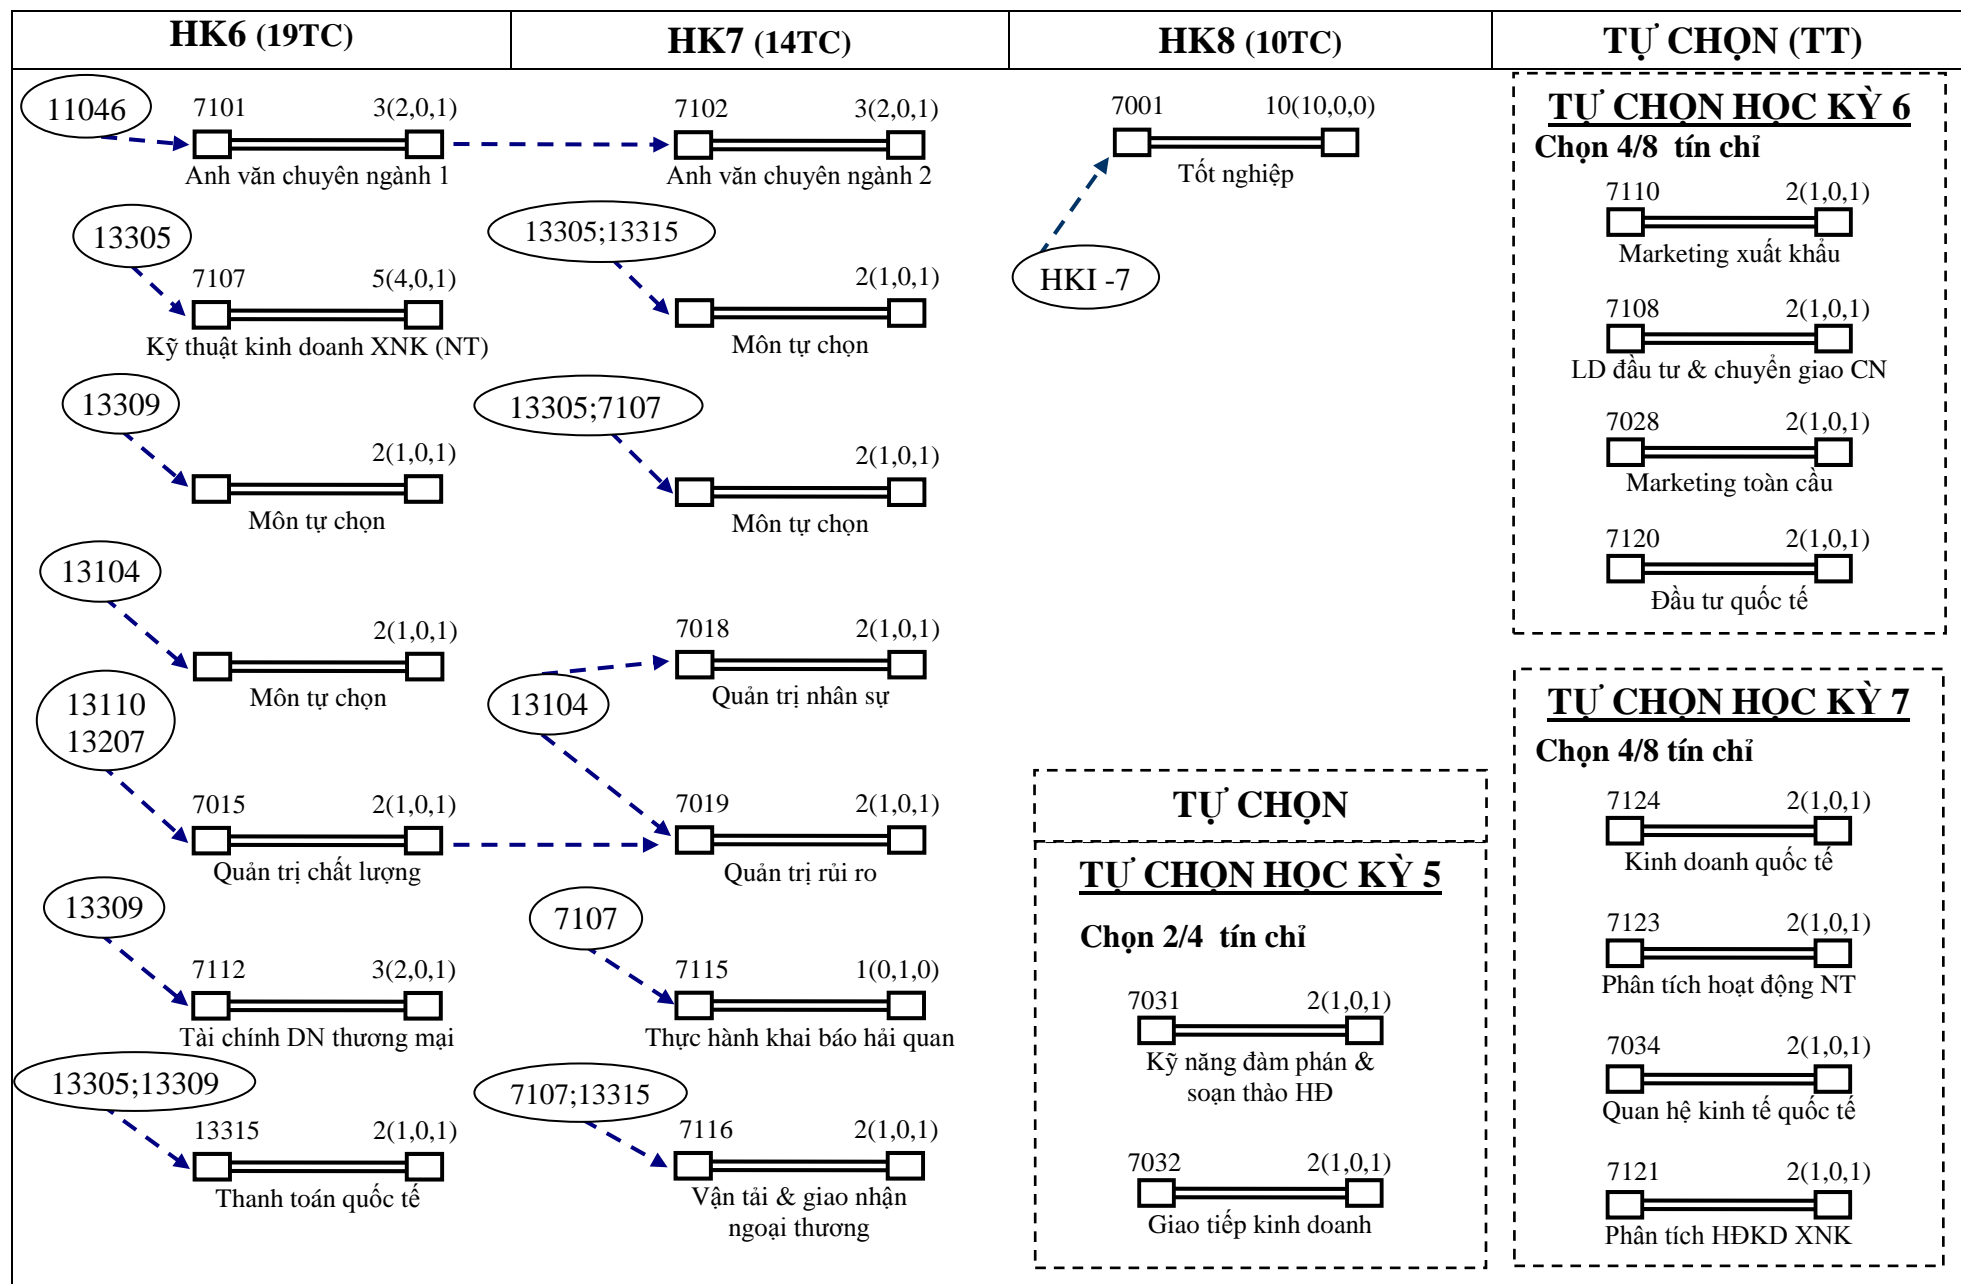 HK6 (19TC)
HK7 (14TC)
HK8 (10TC)
TỰ CHỌN (TT)
11046
7101 3(2,0,1)
Anh văn chuyên ngành 1
13305
7107 5(4,0,1)
Kỹ thuật kinh doanh XNK (NT)
13309
2(1,0,1)
Môn tự chọn
13104
2(1,0,1)
Môn tự chọn
13110
13207
7015 2(1,0,1)
Quản trị chất lượng
13309
7112 3(2,0,1)
Tài chính DN thương mại
13305;13309
13315 2(1,0,1)
Thanh toán quốc tế
7102 3(2,0,1)
Anh văn chuyên ngành 2
13305;13315
2(1,0,1)
Môn tự chọn
13305;7107
2(1,0,1)
Môn tự chọn
7018 2(1,0,1)
Quản trị nhân sự
13104
7019 2(1,0,1)
Quản trị rủi ro
7107
7115 1(0,1,0)
Thực hành khai báo hải quan
7107;13315
7116 2(1,0,1)
Vận tải & giao nhận
ngoại thương
7001 10(10,0,0)
Tốt nghiệp
HKI -7
TỰ CHỌN
TỰ CHỌN HỌC KỲ 5
Chọn 2/4 tín chỉ
7031 2(1,0,1)
Kỹ năng đàm phán &
soạn thào HĐ
7032 2(1,0,1)
Giao tiếp kinh doanh
TỰ CHỌN HỌC KỲ 6
Chọn 4/8 tín chỉ
7110 2(1,0,1)
Marketing xuất khẩu
7108 2(1,0,1)
LD đầu tư & chuyển giao CN
7028 2(1,0,1)
Marketing toàn cầu
7120 2(1,0,1)
Đầu tư quốc tế
TỰ CHỌN HỌC KỲ 7
Chọn 4/8 tín chỉ
7124 2(1,0,1)
Kinh doanh quốc tế
7123 2(1,0,1)
Phân tích hoạt động NT
7034 2(1,0,1)
Quan hệ kinh tế quốc tế
7121 2(1,0,1)
Phân tích HĐKD XNK